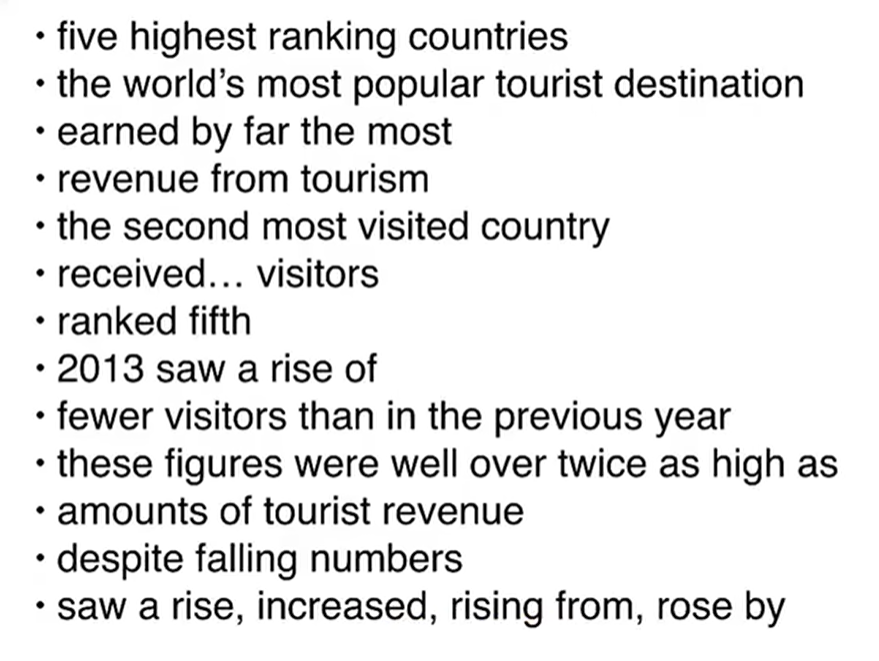 • five highest ranking countries
• the world’s most popular tourist destination
• earned by far the most
• revenue from tourism
• the second most visited country
• received… visitors
• ranked fifth
• 2013 saw a rise of
• fewer visitors than in the previous year
• these figures were well over twice as high as
• amounts of tourist revenue
• despite falling numbers
• saw a rise, increased, rising from, rose by